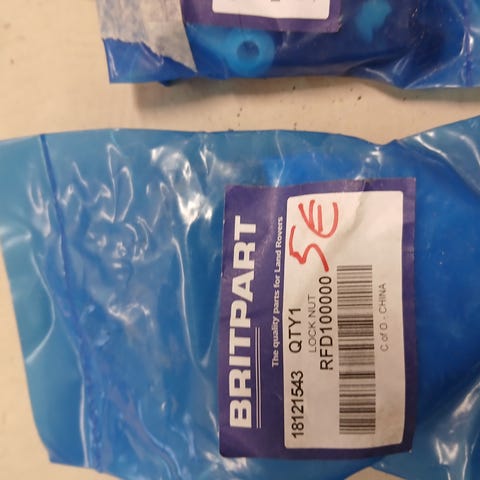 BRITPART
The quality parts for Land Rovers
5€
18121543 QTY1
LOCK NUT
RFD100000
C of O - CHINA